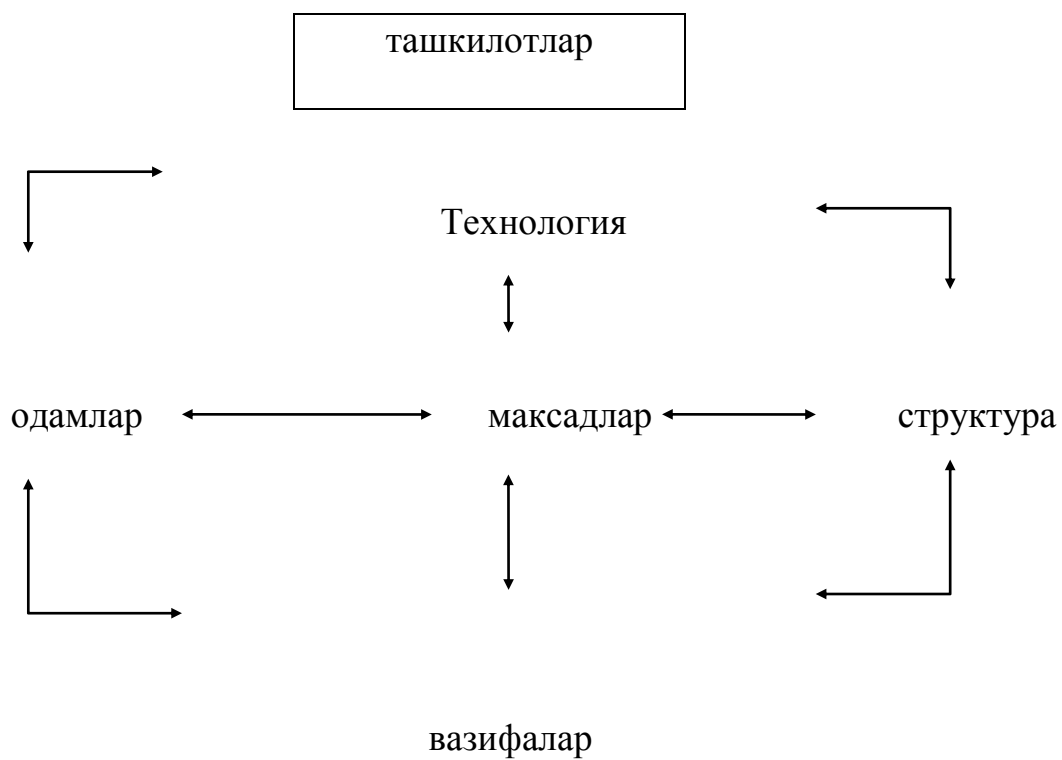 ташкилотлар
Технология
одамлар максадлар структура
вазифалар